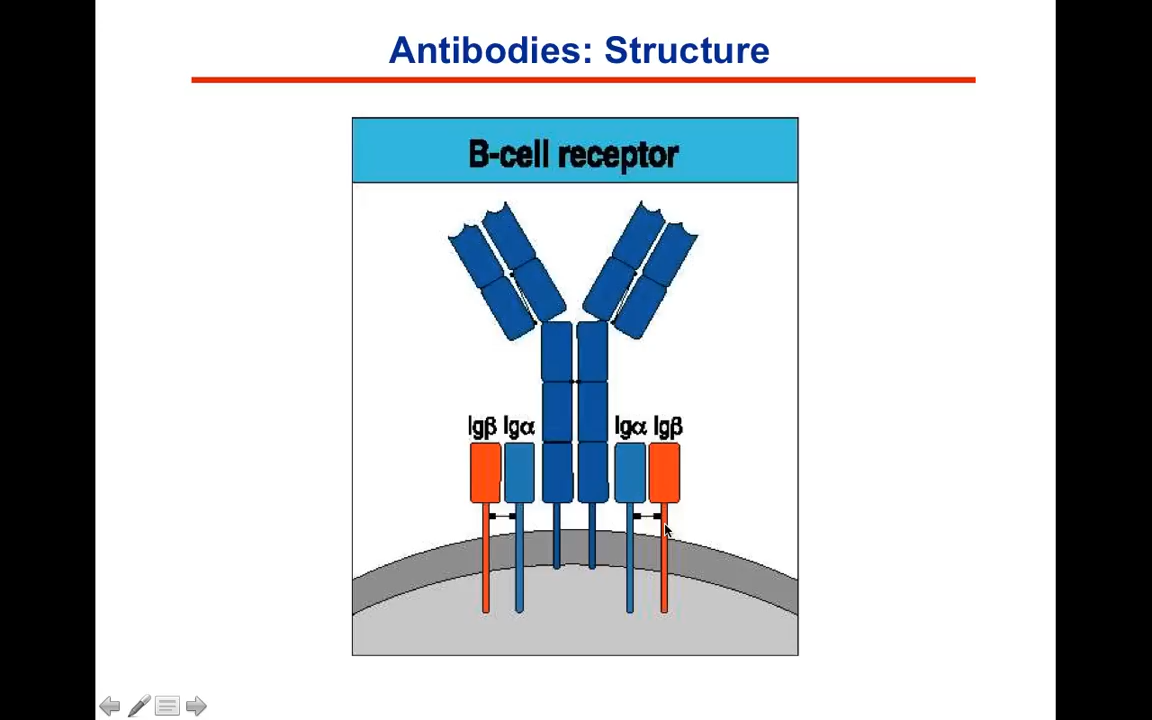 Antibodies: Structure
B-cell receptor
Igβ Igα Igα Igβ